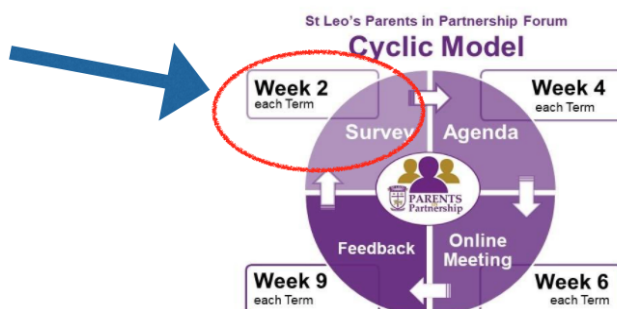 St Leo's Parents in Partnership Forum
Cyclic Model
Week 2
each Term
Week 4
each Term
Survey
Agenda
PARENTS
Partnership
Feedback
Online
Meeting
Week 9
each Term
Week 6
each Term